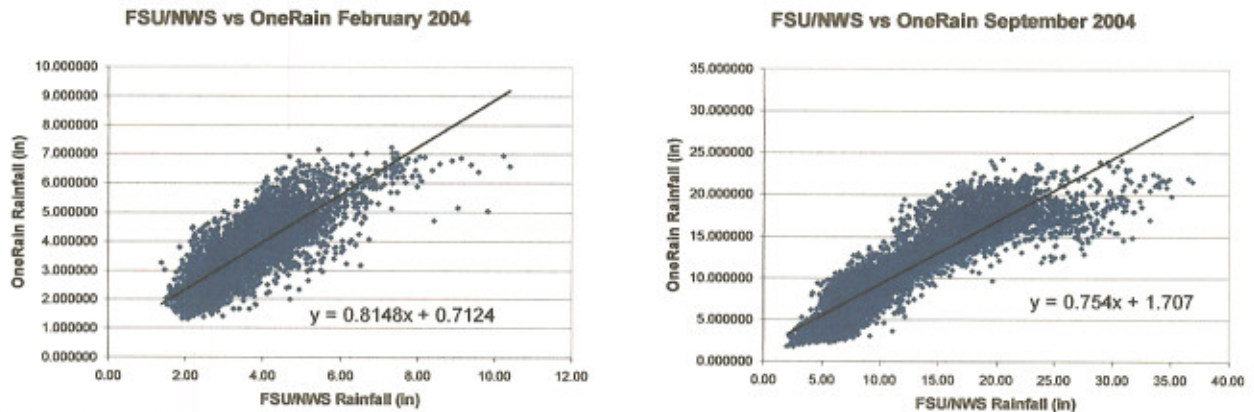 FSU/NWS vs OneRain February 2004
10.000000
9.000000
8.000000
7.000000
6.000000
5.000000
4.000000
3.000000
2.000000
1.000000
0.000000
OneRain Rainfall (in)
y = 0.8148x + 0.7124
0.00 2.00 4.00 6.00 8.00 10.00 12.00
FSU/NWS Rainfall (in)
FSU/NWS vs OneRain September 2004
35.000000
30.000000
25.000000
20.000000
15.000000
10.000000
5.000000
0.000000
OneRain Rainfall (in)
y = 0.754x + 1.707
0.00 5.00 10.00 15.00 20.00 25.00 30.00 35.00 40.00
FSU/NWS Rainfall (in)